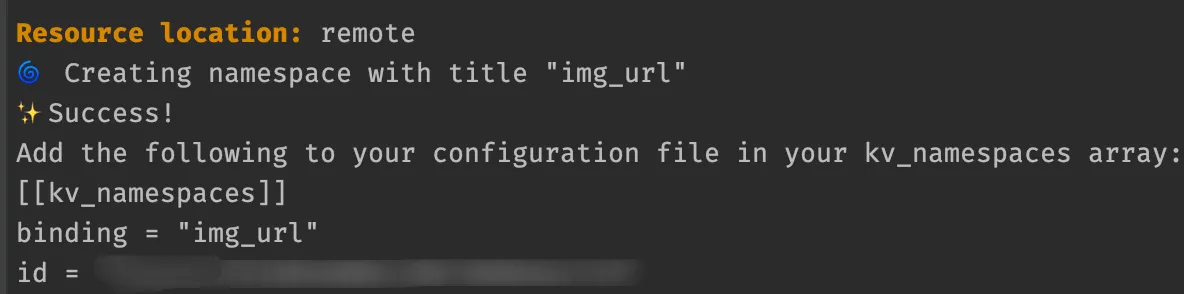 Resource location: remote
🌀 Creating namespace with title "img_url"
✨Success!
Add the following to your configuration file in your kv_namespaces array:
[[kv_namespaces]]
binding = "img_url"
id =